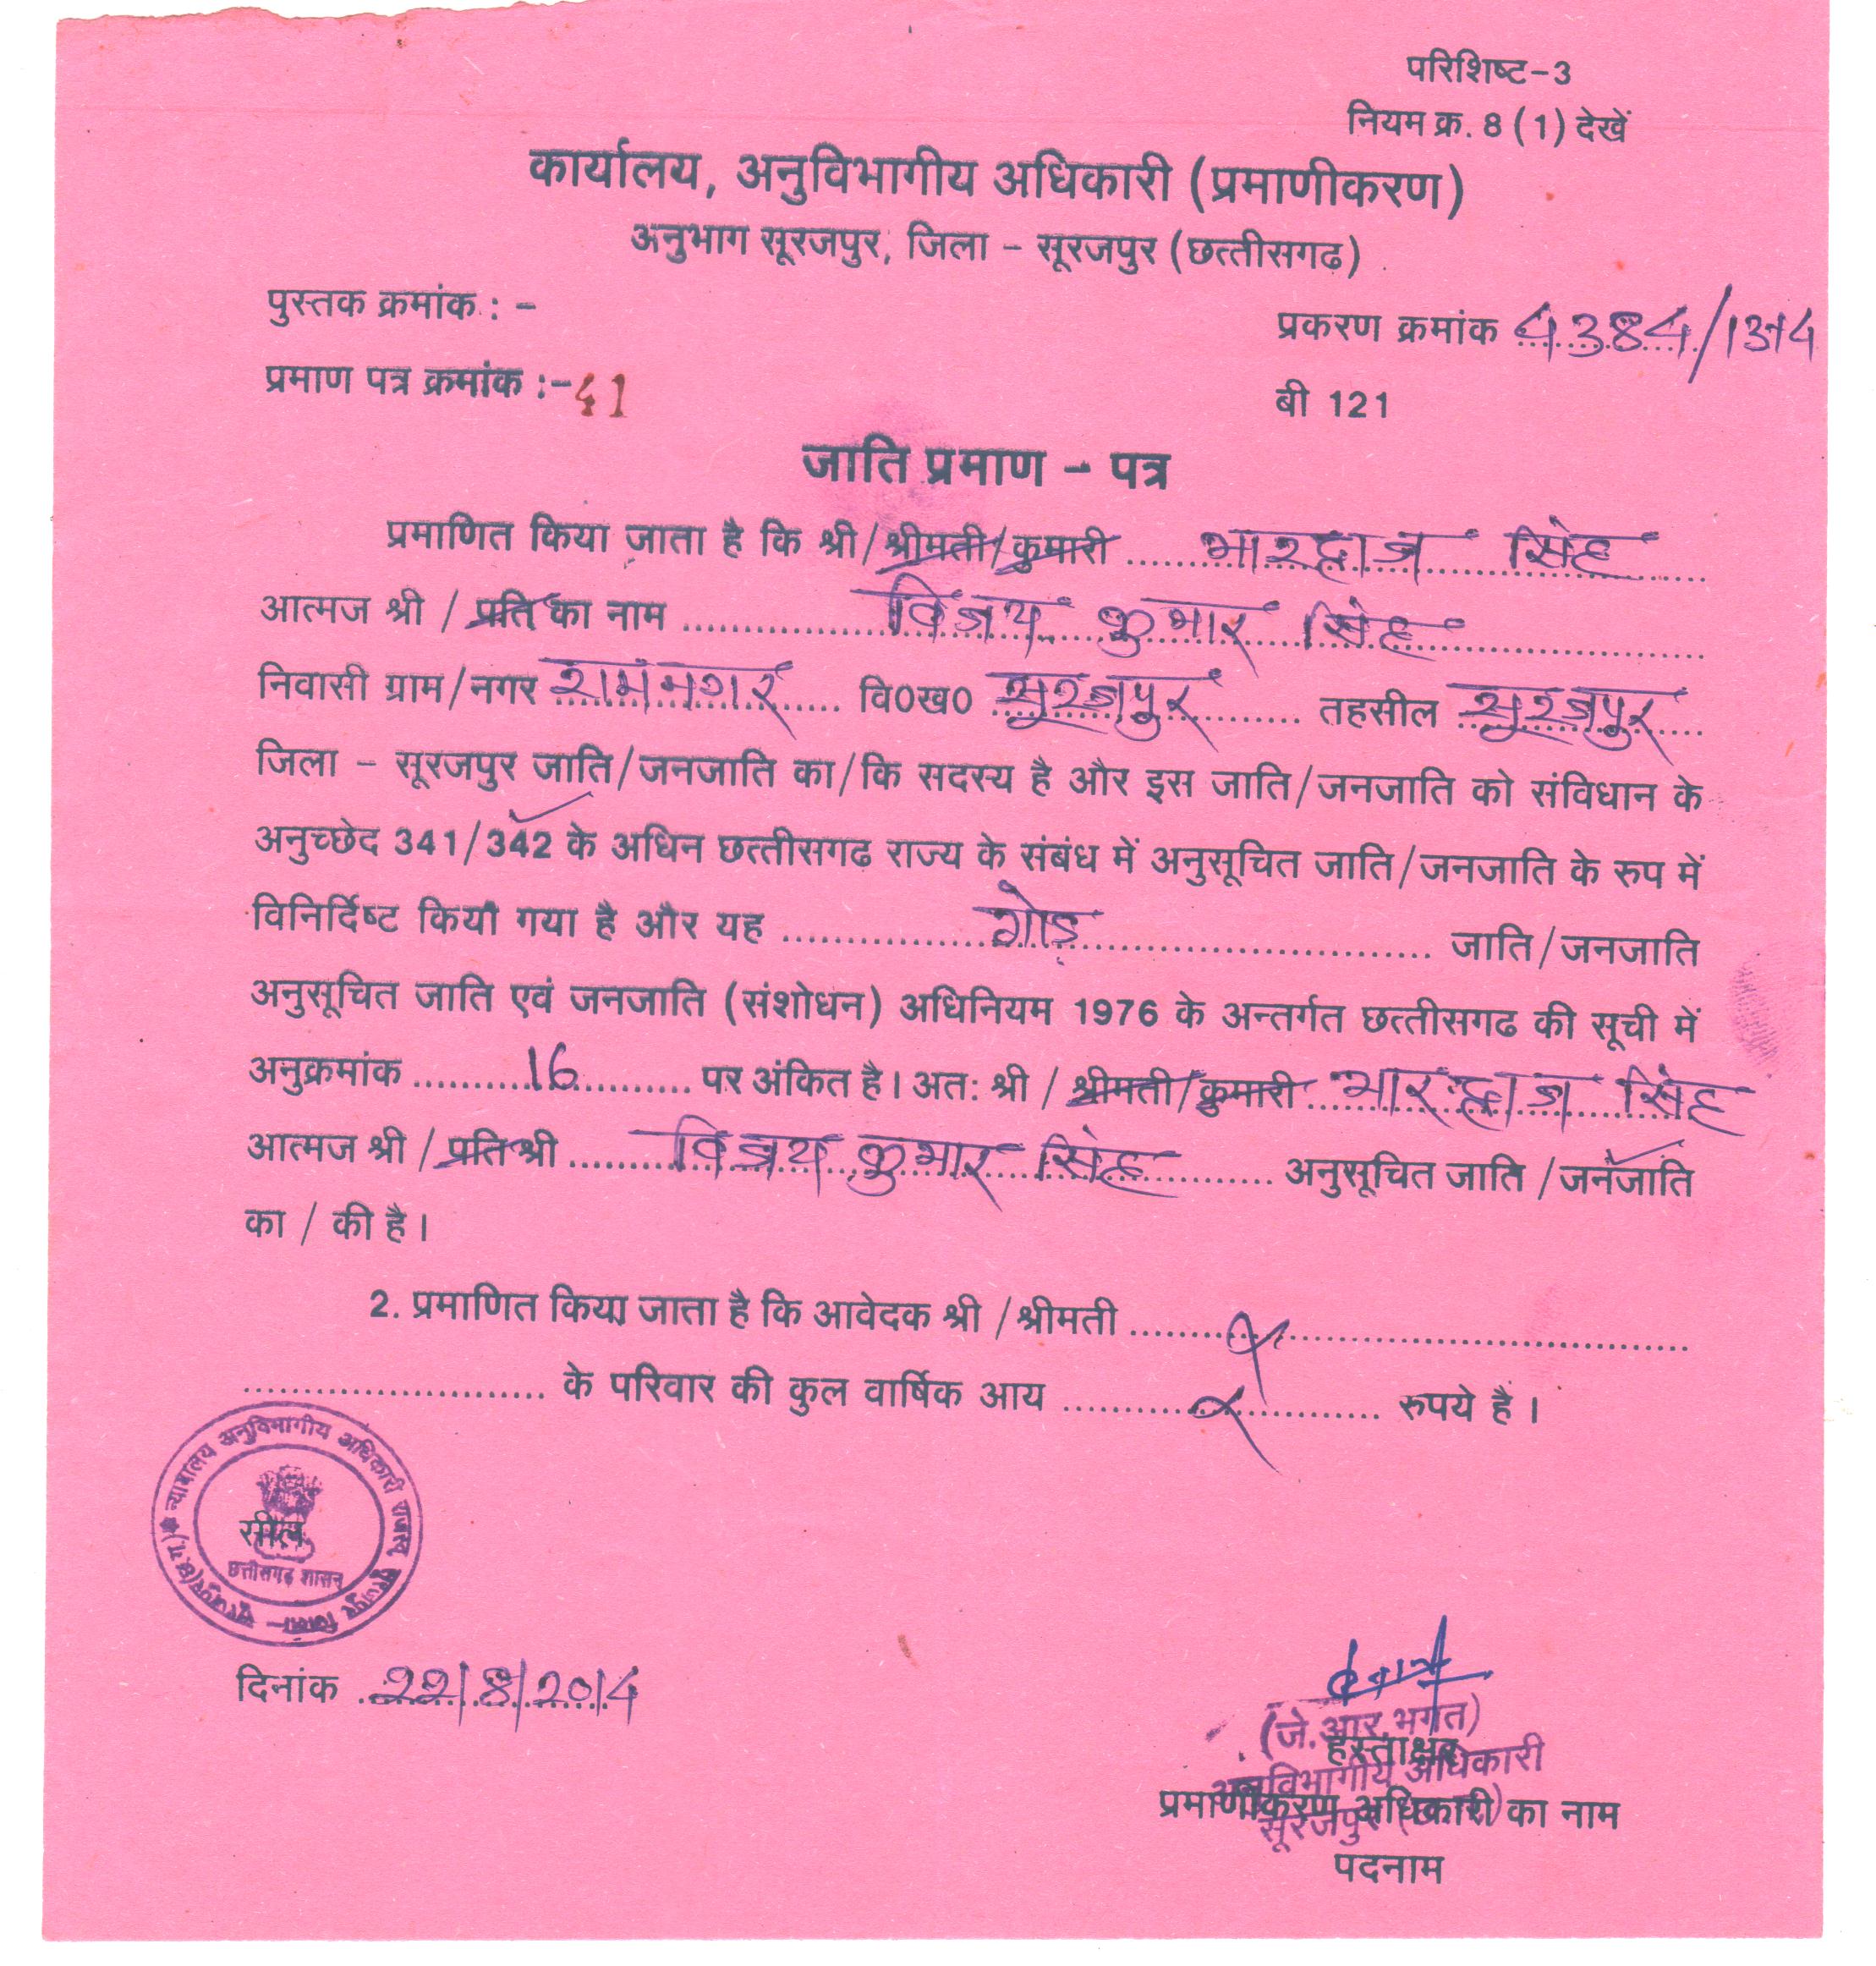 परिशिष्ट-3
नियम क्र. 8 (1) देखें
कार्यालय, अनुविभागीय अधिकारी (प्रमाणीकरण)
अनुभाग सूरजपुर, जिला - सूरजपुर (छत्तीसगढ)
पुस्तक क्रमांक : -
प्रकरण क्रमांक 4384/1314
प्रमाण पत्र क्रमांक :-41
बी 121
जाति प्रमाण - पत्र
प्रमाणित किया जाता है कि श्री/श्रीमती/कुमारी भारद्वाज सिंह
आत्मज श्री / प्रति का नाम विजय कुमार सिंह
निवासी ग्राम/नगर रामनगर वि0ख0 सूरजपुर तहसील सूरजपुर
जिला - सूरजपुर जाति/जनजाति का/कि सदस्य है और इस जाति/जनजाति को संविधान के
अनुच्छेद 341/342 के अधिन छत्तीसगढ राज्य के संबंध में अनुसूचित जाति/जनजाति के रुप में
विनिर्दिष्ट किया गया है और यह गोड़ जाति/जनजाति
अनुसूचित जाति एवं जनजाति (संशोधन) अधिनियम 1976 के अन्तर्गत छत्तीसगढ की सूची में
अनुक्रमांक 16 पर अंकित है। अत: श्री / श्रीमती/कुमारी भारद्वाज सिंह
आत्मज श्री / प्रति श्री विजय कुमार सिंह अनुसूचित जाति / जनजाति
का / की है।
2. प्रमाणित किया जाता है कि आवेदक श्री / श्रीमती
के परिवार की कुल वार्षिक आय रुपये है।
न्यायालय अनुविभागीय अधिकारी राजस्व सूरजपुर जिला-सूरजपुर(छ.ग.)
सील
छत्तीसगढ़ शासन
दिनांक 22/8/2014
(जे.आर.भगत)
हस्ताक्षर
अनुविभागीय अधिकारी
प्रमाणीकरण अधिकारी का नाम
सूरजपुर
पदनाम